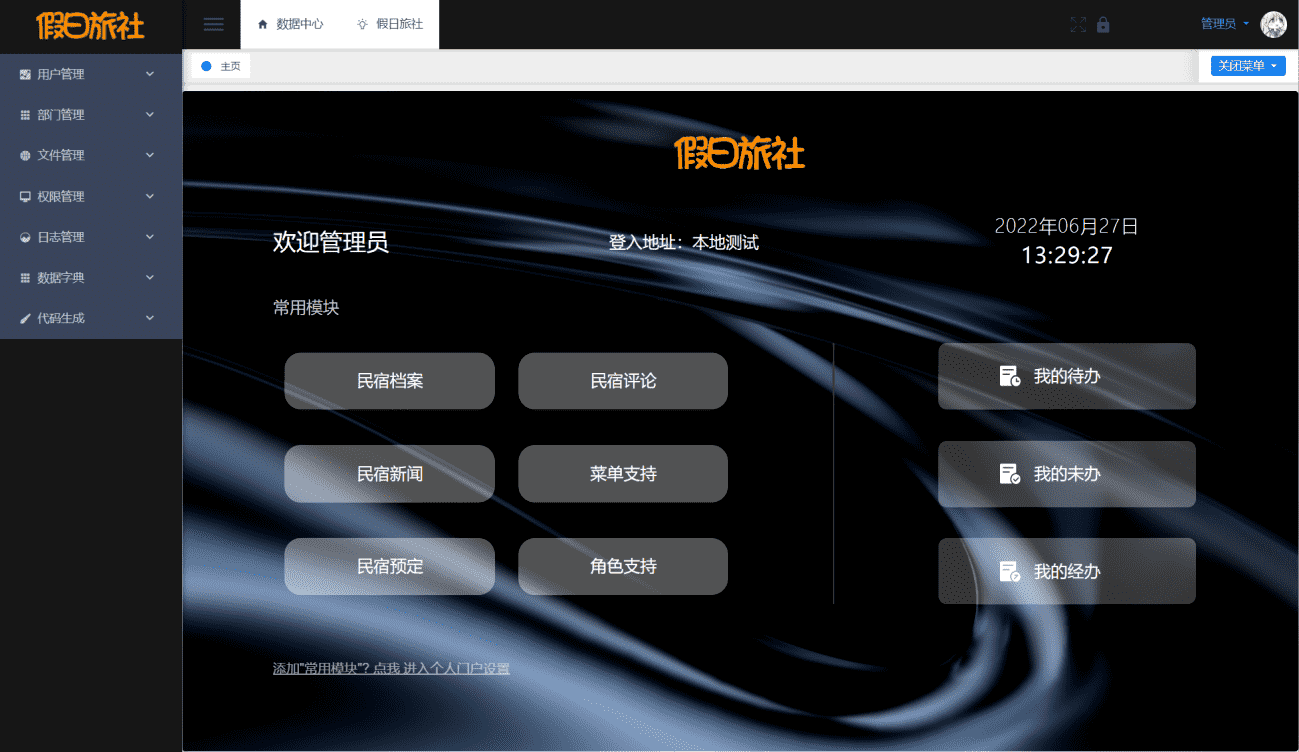 假日旅社
数据中心
假日旅社
管理员
主页
关闭菜单
用户管理
部门管理
文件管理
权限管理
日志管理
数据字典
代码生成
假日旅社
欢迎管理员
登入地址：本地测试
2022年06月27日
13:29:27
常用模块
民宿档案
民宿评论
民宿新闻
菜单支持
民宿预定
角色支持
我的待办
我的未办
我的经办
添加"常用模块"? 点我 进入个人门户设置